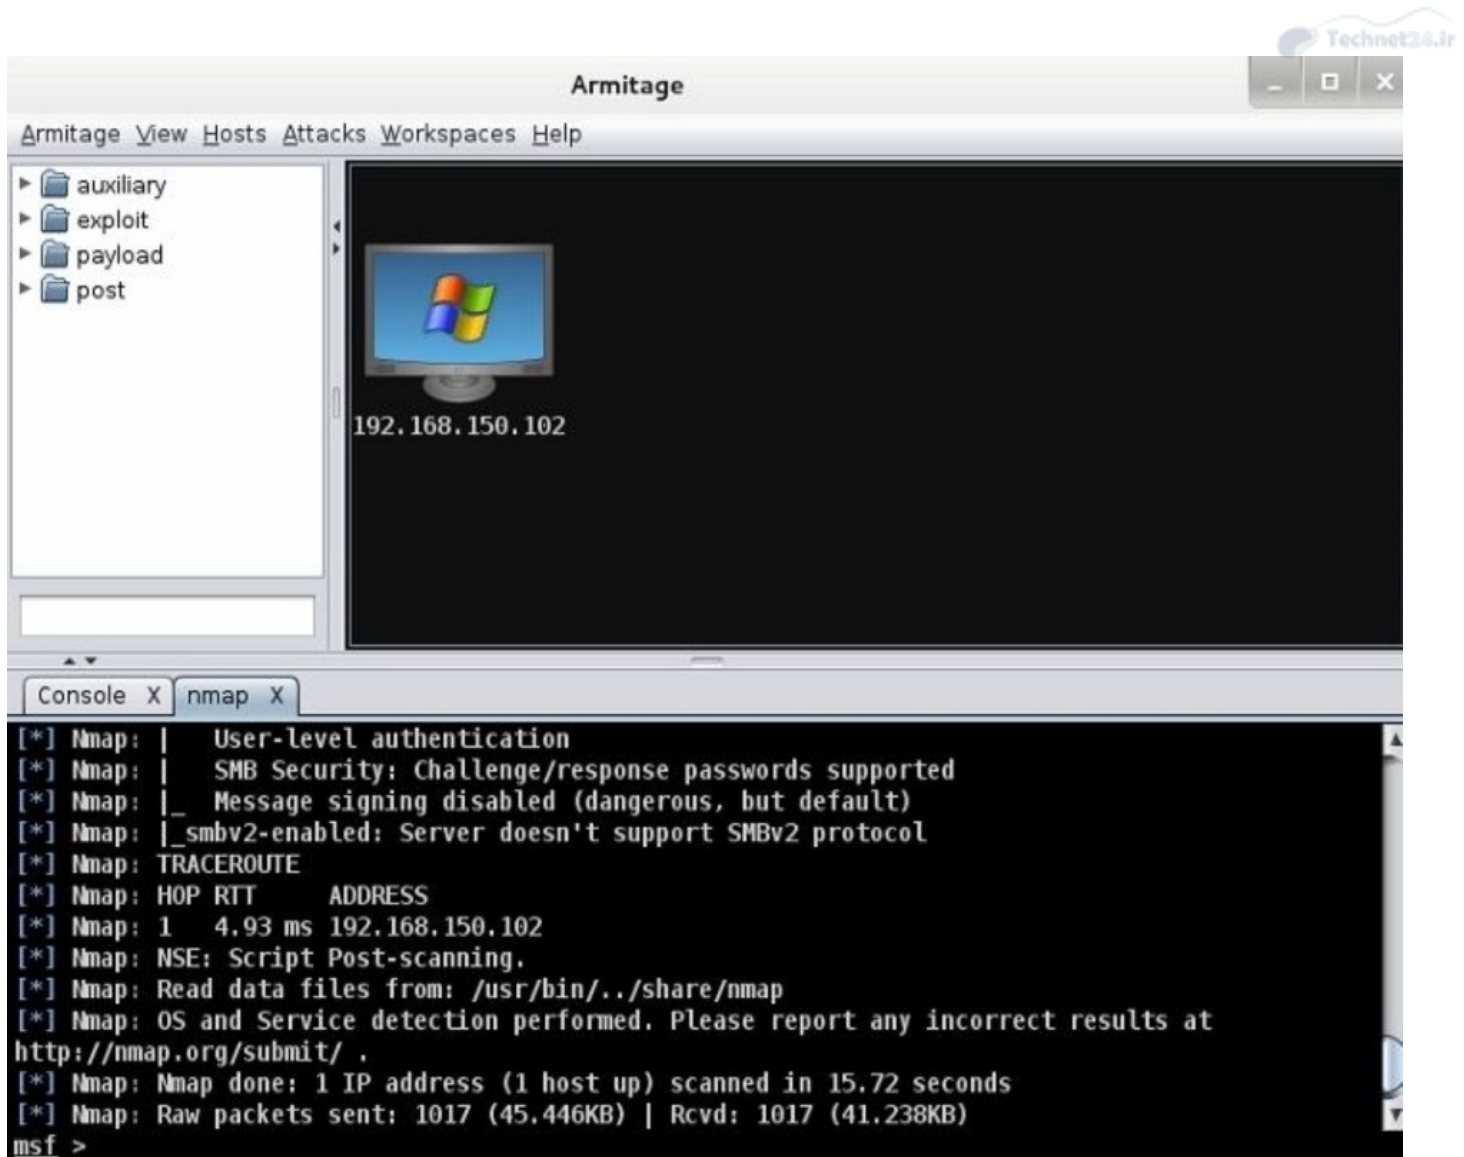 Technet24.ir
Armitage
Armitage View Hosts Attacks Workspaces Help
auxiliary
exploit
payload
post
192.168.150.102
Console X nmap X
[*] Nmap: |   User-level authentication
[*] Nmap: |   SMB Security: Challenge/response passwords supported
[*] Nmap: |_  Message signing disabled (dangerous, but default)
[*] Nmap: |_smbv2-enabled: Server doesn't support SMBv2 protocol
[*] Nmap: TRACEROUTE
[*] Nmap: HOP RTT     ADDRESS
[*] Nmap: 1   4.93 ms 192.168.150.102
[*] Nmap: NSE: Script Post-scanning.
[*] Nmap: Read data files from: /usr/bin/../share/nmap
[*] Nmap: OS and Service detection performed. Please report any incorrect results at
http://nmap.org/submit/ .
[*] Nmap: Nmap done: 1 IP address (1 host up) scanned in 15.72 seconds
[*] Nmap: Raw packets sent: 1017 (45.446KB) | Rcvd: 1017 (41.238KB)
msf >